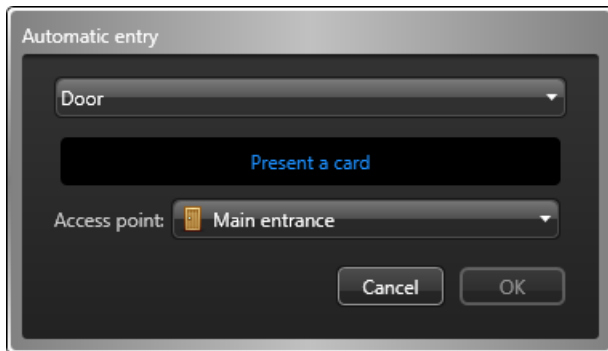 Automatic entry
Door
Present a card
Access point: Main entrance
Cancel OK